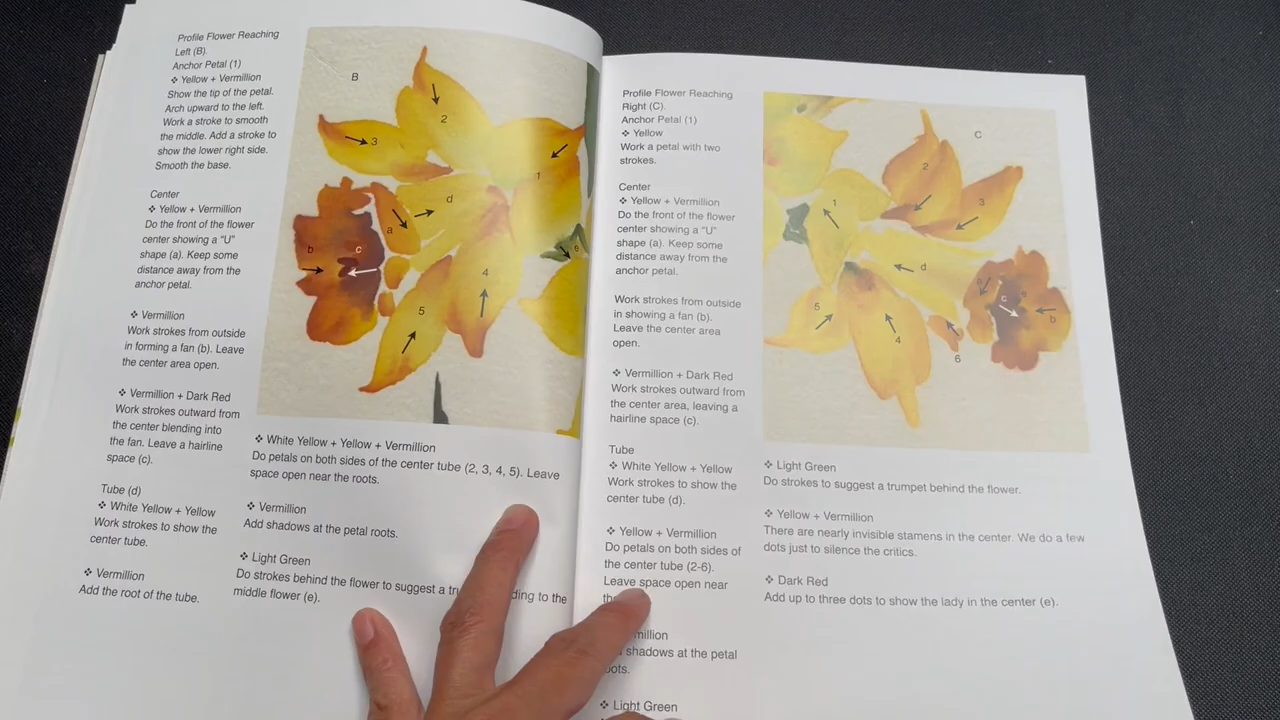 Profile Flower Reaching
Left (B).
Anchor Petal (1)
❖ Yellow + Vermillion
Show the tip of the petal.
Arch upward to the left.
Work a stroke to smooth
the middle. Add a stroke to
show the lower right side.
Smooth the base.
Center
❖ Yellow + Vermillion
Do the front of the flower
center showing a "U"
shape (a). Keep some
distance away from the
anchor petal.
❖ Vermillion
Work strokes from outside
in forming a fan (b). Leave
the center area open.
❖ Vermillion + Dark Red
Work strokes outward from
the center blending into
the fan. Leave a hairline
space (c).
Tube (d)
❖ White Yellow + Yellow
Work strokes to show the
center tube.
❖ Vermillion
Add the root of the tube.
B
2
3
1
d
a
b
c
e
4
5
❖ White Yellow + Yellow + Vermillion
Do petals on both sides of the center tube (2, 3, 4, 5). Leave
space open near the roots.
❖ Vermillion
Add shadows at the petal roots.
❖ Light Green
Do strokes behind the flower to suggest a ding to the
middle flower (e).
Profile Flower Reaching
Right (C).
Anchor Petal (1)
❖ Yellow
Work a petal with two
strokes.
Center
❖ Yellow + Vermillion
Do the front of the flower
center showing a "U"
shape (a). Keep some
distance away from the
anchor petal.
Work strokes from outside
in showing a fan (b).
Leave the center area
open.
❖ Vermillion + Dark Red
Work strokes outward from
the center area, leaving a
hairline space (c).
Tube
❖ White Yellow + Yellow
Work strokes to show the
center tube (d).
❖ Yellow + Vermillion
Do petals on both sides of
the center tube (2-6).
Leave space open near
million
shadows at the petal
oots.
❖ Light Green
C
2
3
1
d
a
c
b
5
4
6
❖ Light Green
Do strokes to suggest a trumpet behind the flower.
❖ Yellow + Vermillion
There are nearly invisible stamens in the center. We do a few
dots just to silence the critics.
❖ Dark Red
Add up to three dots to show the lady in the center (e).